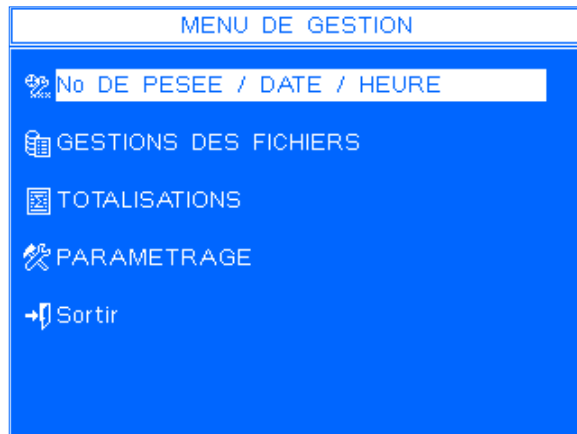 MENU DE GESTION
No DE PESEE / DATE / HEURE
GESTIONS DES FICHIERS
TOTALISATIONS
PARAMETRAGE
Sortir